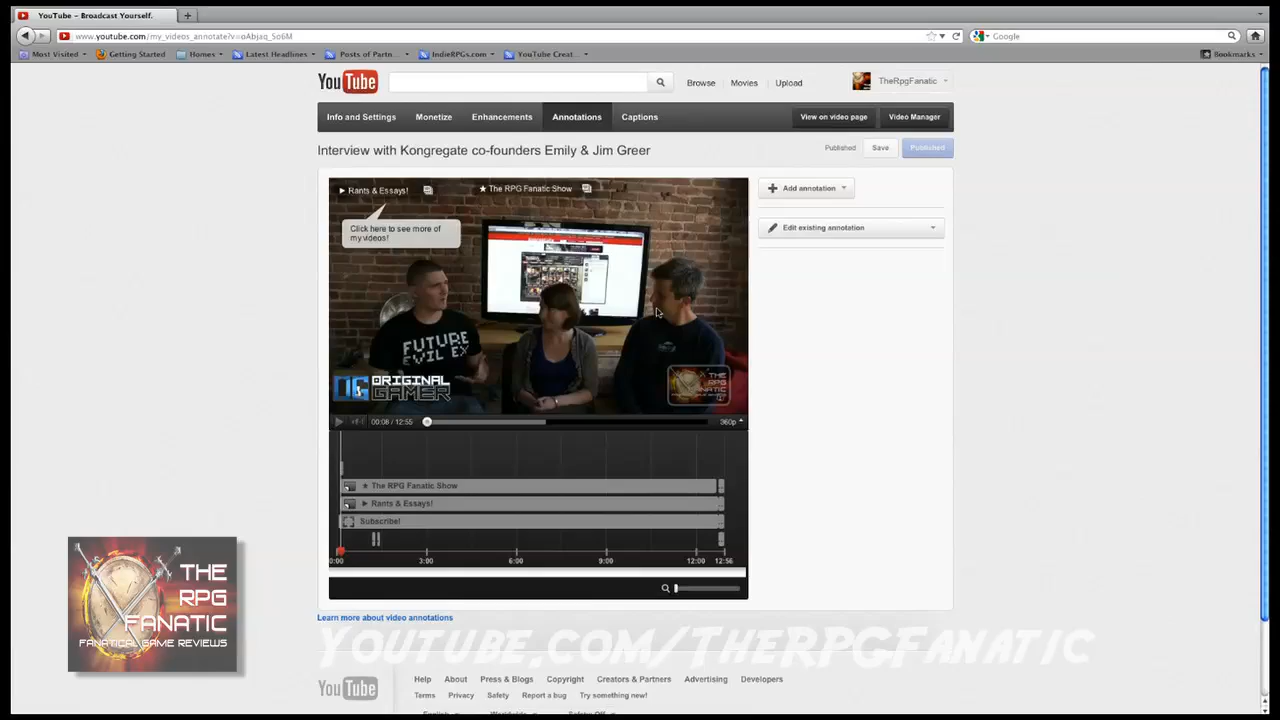 YouTube - Broadcast Yourself.
www.youtube.com/my_videos_annotate?v=oAbjaq_5o6M
Google
Most Visited
Getting Started
Homes
Latest Headlines
Posts of Partn...
IndieRPGs.com
YouTube Creat...
Bookmarks
YouTube
Browse
Movies
Upload
TheRpgFanatic
Info and Settings
Monetize
Enhancements
Annotations
Captions
View on video page
Video Manager
Interview with Kongregate co-founders Emily & Jim Greer
Published
Save
Published
▶ Rants & Essays!
★ The RPG Fanatic Show
Add annotation
Click here to see more of
my videos!
Edit existing annotation
FUTURE
EVIL EX
OG ORIGINAL
GAMER
THE
RPG
FANATIC
00:08 / 12:55
360p
★ The RPG Fanatic Show
▶ Rants & Essays!
Subscribe!
0:00
3:00
6:00
9:00
12:00
12:56
THE
RPG
FANATIC
FANATICAL GAME REVIEWS
Learn more about video annotations
YOUTUBE.COM/THERPGFANATIC
YouTube
Help
About
Press & Blogs
Copyright
Creators & Partners
Advertising
Developers
Terms
Privacy
Safety
Report a bug
Try something new!